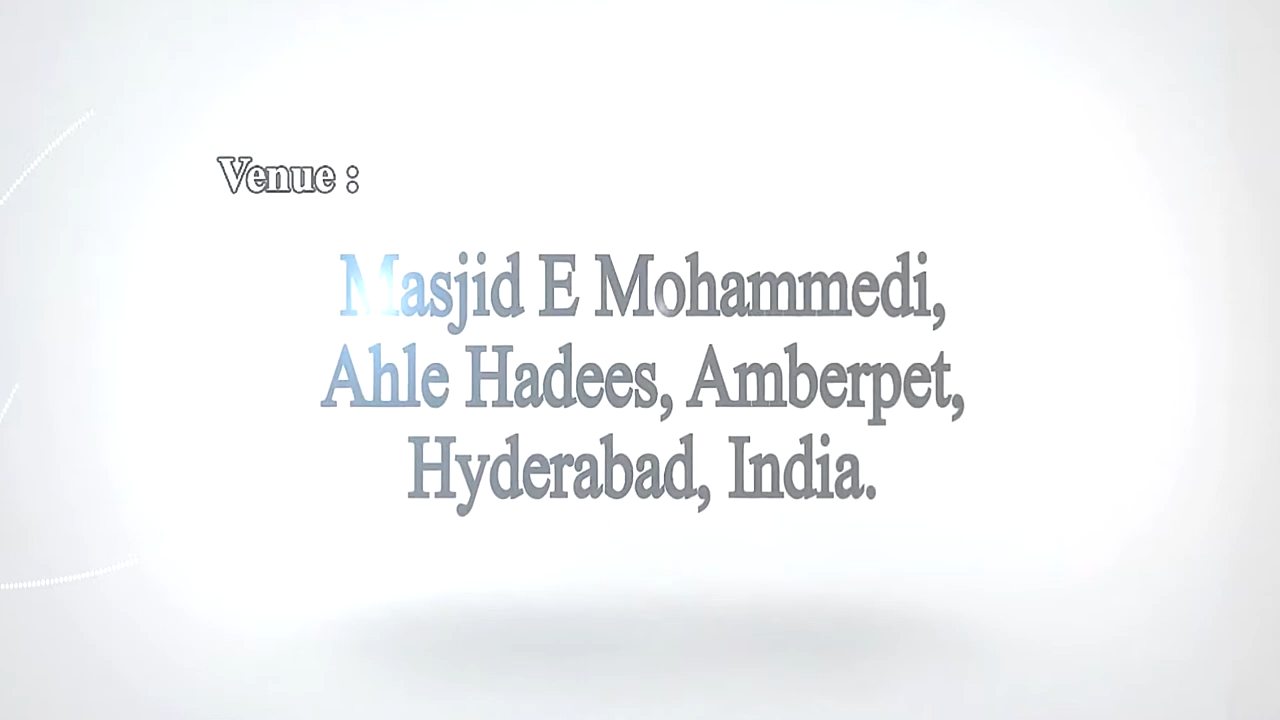 Venue :
Masjid E Mohammedi,
Ahle Hadees, Amberpet,
Hyderabad, India.